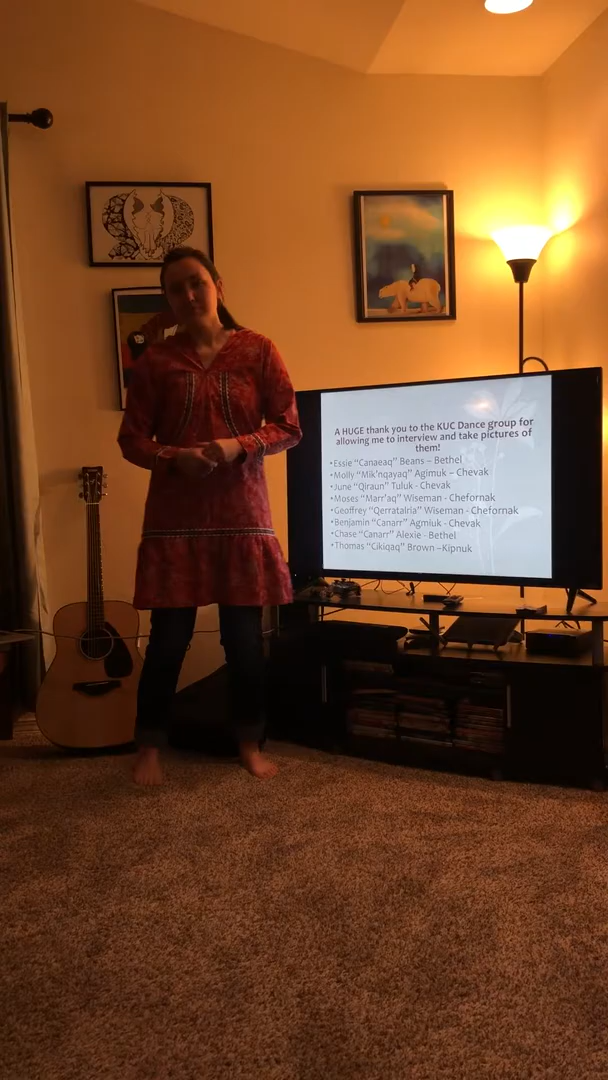 A HUGE thank you to the KUC Dance group for
allowing me to interview and take pictures of
them!
•Essie “Canaeaq” Beans – Bethel
•Molly “Mik’nqayaq” Agimuk – Chevak
•June “Qiraun” Tuluk - Chevak
•Moses “Marr’aq” Wiseman - Chefornak
•Geoffrey “Qerrataliria” Wiseman - Chefornak
•Benjamin “Canarr” Agmiuk - Chevak
•Chase “Canarr” Alexie - Bethel
•Thomas “Cikiqaq” Brown –Kipnuk